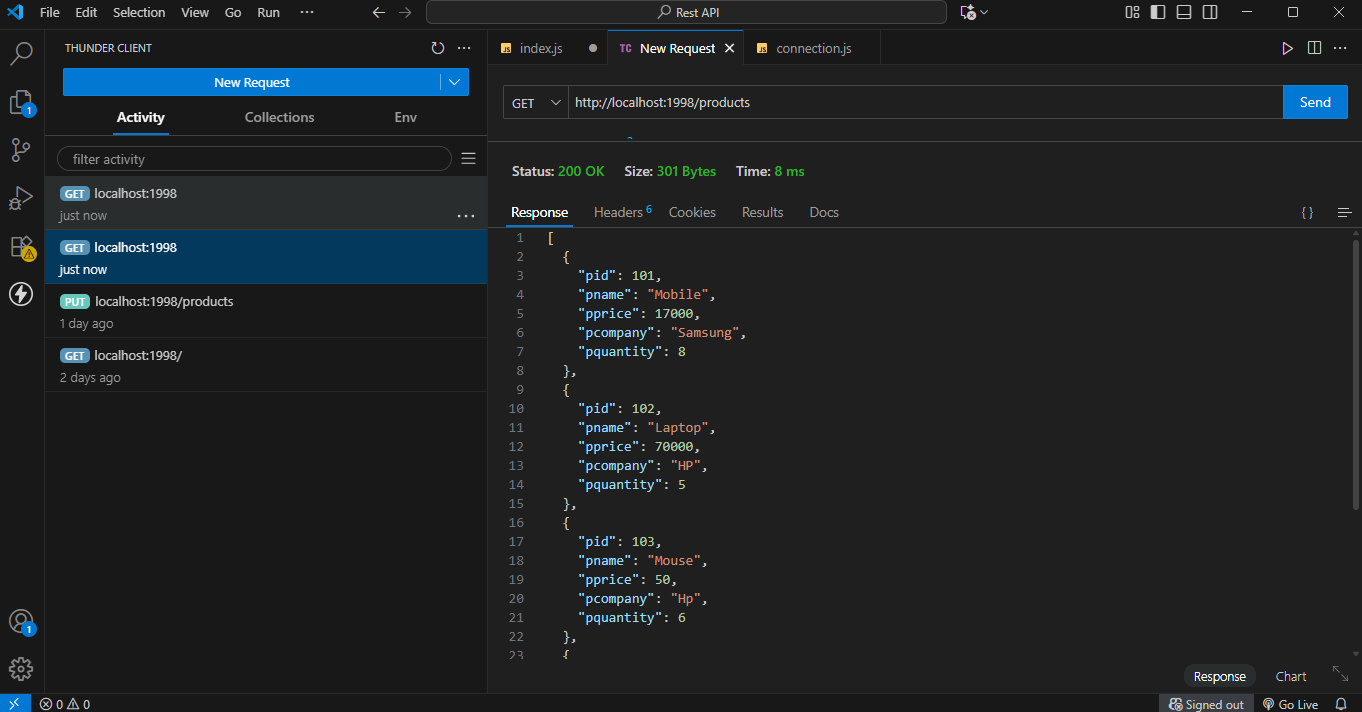 File Edit Selection View Go Run ··· Rest API
THUNDER CLIENT
New Request
Activity Collections Env
filter activity
GET localhost:1998
just now
GET localhost:1998
just now
PUT localhost:1998/products
1 day ago
GET localhost:1998/
2 days ago
1
1
JS index.js TC New Request JS connection.js
GET http://localhost:1998/products Send
Status: 200 OK Size: 301 Bytes Time: 8 ms
Response Headers 6 Cookies Results Docs { }
1 [
2 {
3 "pid": 101,
4 "pname": "Mobile",
5 "pprice": 17000,
6 "pcompany": "Samsung",
7 "pquantity": 8
8 },
9 {
10 "pid": 102,
11 "pname": "Laptop",
12 "pprice": 70000,
13 "pcompany": "HP",
14 "pquantity": 5
15 },
16 {
17 "pid": 103,
18 "pname": "Mouse",
19 "pprice": 50,
20 "pcompany": "Hp",
21 "pquantity": 6
22 },
23 {
Response Chart
0 0 Signed out Go Live